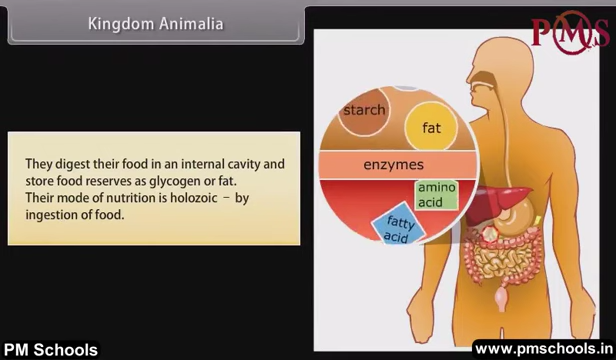 Kingdom Animalia
PMS
They digest their food in an internal cavity and
store food reserves as glycogen or fat.
Their mode of nutrition is holozoic – by
ingestion of food.
starch
fat
enzymes
amino
acid
fatty
acid
PM Schools
www.pmschools.in